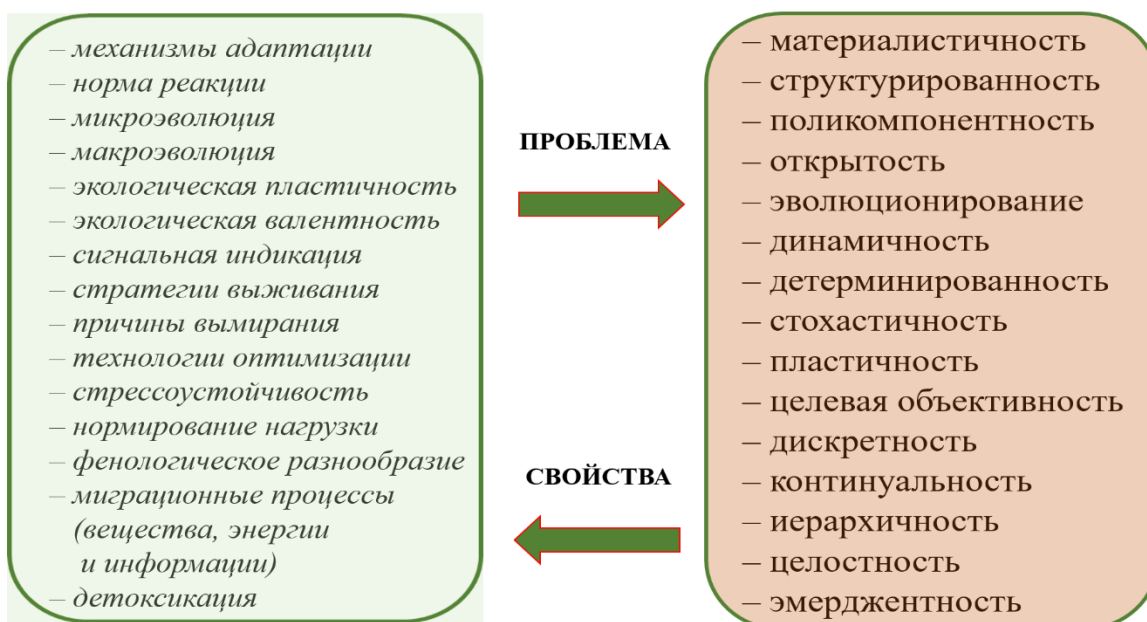 – механизмы адаптации
– норма реакции
– микроэволюция
– макроэволюция
– экологическая пластичность
– экологическая валентность
– сигнальная индикация
– стратегии выживания
– причины вымирания
– технологии оптимизации
– стрессоустойчивость
– нормирование нагрузки
– фенологическое разнообразие
– миграционные процессы
(вещества, энергии
и информации)
– детоксикация
ПРОБЛЕМА
СВОЙСТВА
– материалистичность
– структурированность
– поликомпонентность
– открытость
– эволюционирование
– динамичность
– детерминированность
– стохастичность
– пластичность
– целевая объективность
– дискретность
– континуальность
– иерархичность
– целостность
– эмерджентность